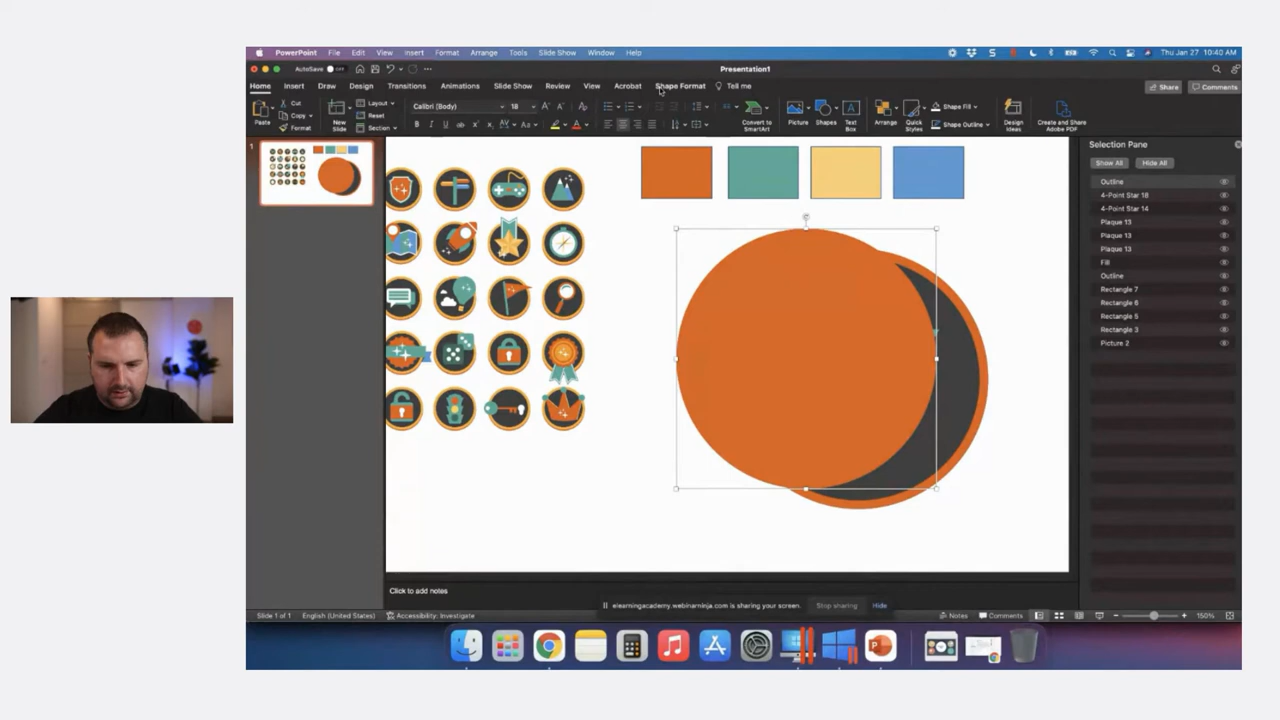 PowerPoint File Edit View Insert Format Arrange Tools Slide Show Window Help
Thu Jan 27 10:40 AM
AutoSave OFF
Presentation1
Home Insert Draw Design Transitions Animations Slide Show Review View Acrobat Shape Format Tell me
Share Comments
Paste
Cut
Copy
Format
New Slide
Layout
Reset
Section
Calibri (Body) 18
Convert to SmartArt
Picture
Shapes
Text Box
Arrange
Quick Styles
Shape Fill
Shape Outline
Design Ideas
Create and Share Adobe PDF
1
Selection Pane
Show All Hide All
Outline
4-Point Star 18
4-Point Star 14
Plaque 13
Plaque 13
Plaque 13
Fill
Outline
Rectangle 7
Rectangle 6
Rectangle 5
Rectangle 3
Picture 2
Click to add notes
elearningacademy.webinarninja.com is sharing your screen. Stop sharing Hide
Slide 1 of 1 English (United States) Accessibility: Investigate
Notes Comments 150%